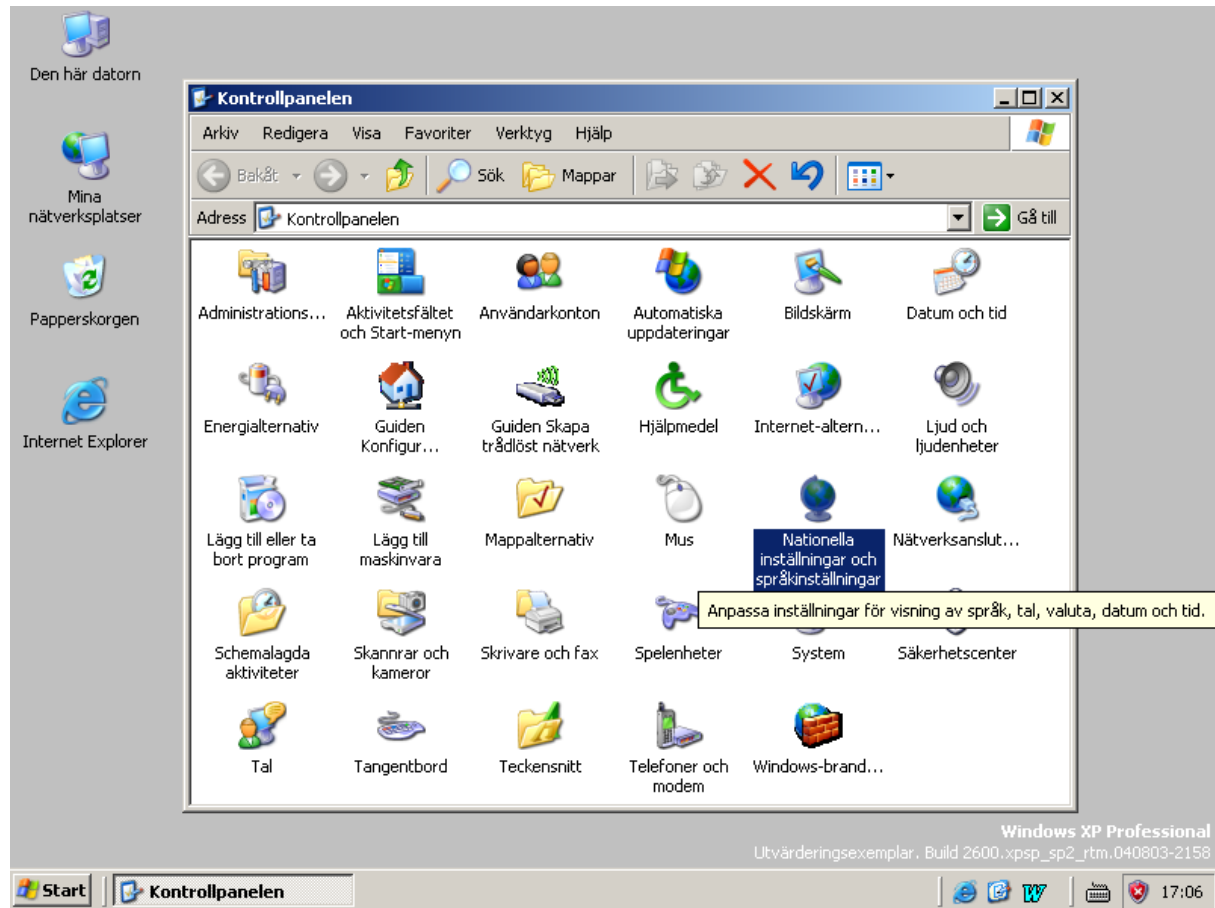 Den här datorn
Mina
nätverksplatser
Papperskorgen
Internet Explorer
Kontrollpanelen
Arkiv Redigera Visa Favoriter Verktyg Hjälp
Bakåt Sök Mappar
Adress Kontrollpanelen Gå till
Administrations...
Aktivitetsfältet
och Start-menyn
Användarkonton
Automatiska
uppdateringar
Bildskärm
Datum och tid
Energialternativ
Guiden
Konfigur...
Guiden Skapa
trådlöst nätverk
Hjälpmedel
Internet-altern...
Ljud och
ljudenheter
Lägg till eller ta
bort program
Lägg till
maskinvara
Mappalternativ
Mus
Nationella
inställningar och
språkinställningar
Nätverksanslut...
Anpassa inställningar för visning av språk, tal, valuta, datum och tid.
Schemalagda
aktiviteter
Skannrar och
kameror
Skrivare och fax
Spelenheter
System
Säkerhetscenter
Tal
Tangentbord
Teckensnitt
Telefoner och
modem
Windows-brand...
Windows XP Professional
Utvärderingsexemplar. Build 2600.xpsp_sp2_rtm.040803-2158
Start Kontrollpanelen 17:06